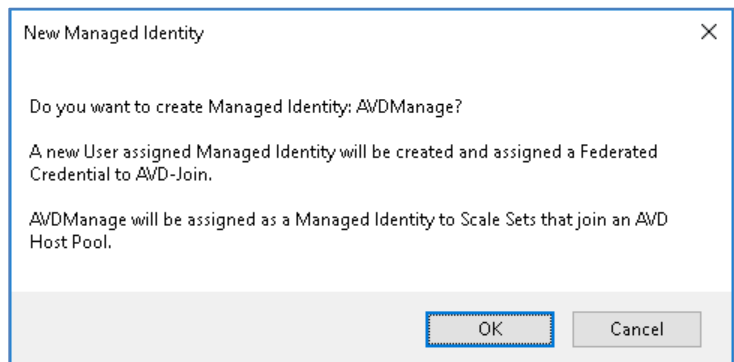 New Managed Identity
Do you want to create Managed Identity: AVDManage?
A new User assigned Managed Identity will be created and assigned a Federated
Credential to AVD-Join.
AVDManage will be assigned as a Managed Identity to Scale Sets that join an AVD
Host Pool.
OK
Cancel